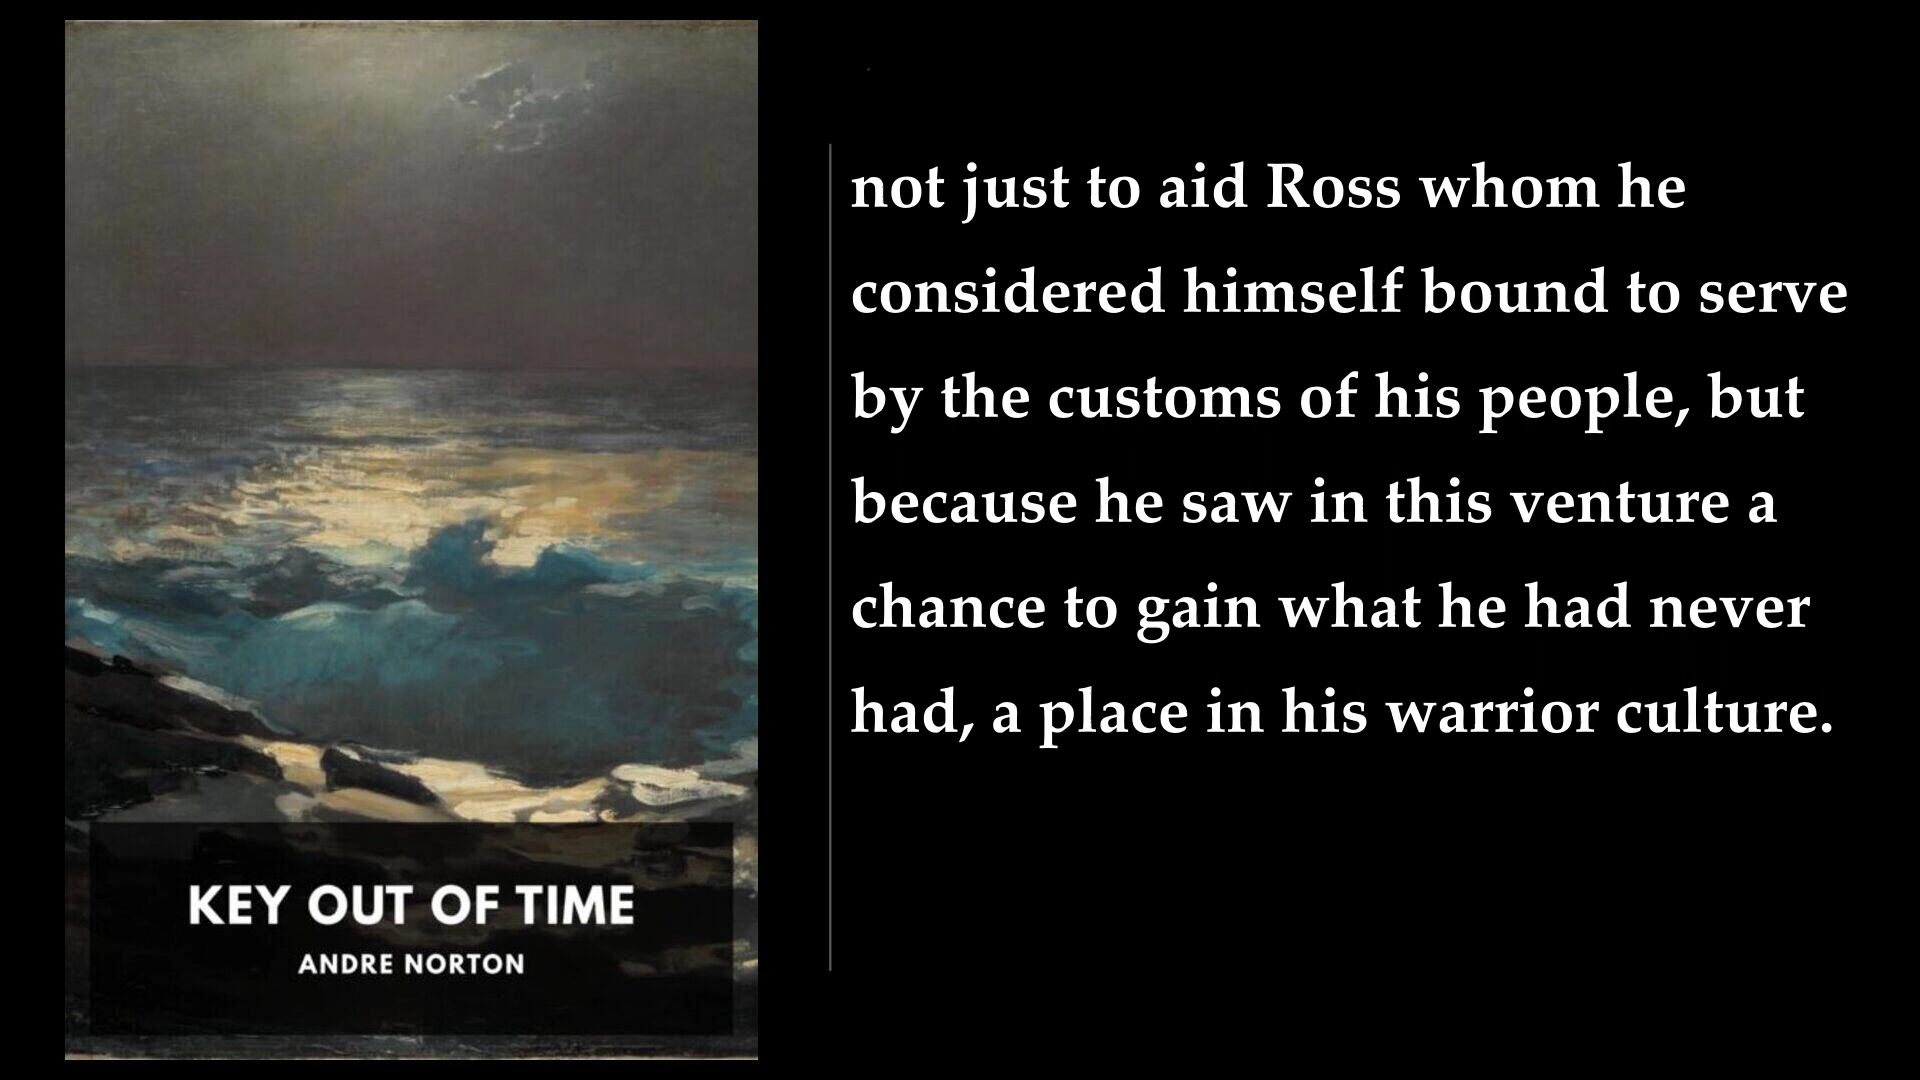 not just to aid Ross whom he
considered himself bound to serve
by the customs of his people, but
because he saw in this venture a
chance to gain what he had never
had, a place in his warrior culture.
KEY OUT OF TIME
ANDRE NORTON